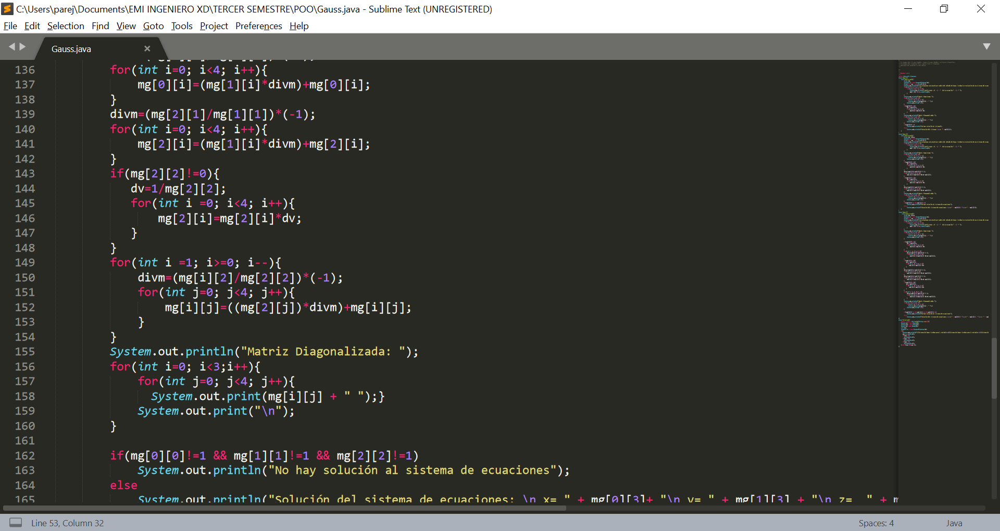 C:\Users\parej\Documents\EMI INGENIERO XD\TERCER SEMESTRE\POO\Gauss.java - Sublime Text (UNREGISTERED)
File Edit Selection Find View Goto Tools Project Preferences Help
Gauss.java
136 for(int i=0; i<4; i++){
137 mg[0][i]=(mg[1][i]*divm)+mg[0][i];
138 }
139 divm=(mg[2][1]/mg[1][1])*(-1);
140 for(int i=0; i<4; i++){
141 mg[2][i]=(mg[1][i]*divm)+mg[2][i];
142 }
143 if(mg[2][2]!=0){
144 dv=1/mg[2][2];
145 for(int i =0; i<4; i++){
146 mg[2][i]=mg[2][i]*dv;
147 }
148 }
149 for(int i =1; i>=0; i--){
150 divm=(mg[i][2]/mg[2][2])*(-1);
151 for(int j=0; j<4; j++){
152 mg[i][j]=((mg[2][j])*divm)+mg[i][j];
153 }
154 }
155 System.out.println("Matriz Diagonalizada: ");
156 for(int i=0; i<3;i++){
157 for(int j=0; j<4; j++){
158 System.out.print(mg[i][j] + " ");}
159 System.out.print("\n");
160 }
161
162 if(mg[0][0]!=1 && mg[1][1]!=1 && mg[2][2]!=1)
163 System.out.println("No hay solución al sistema de ecuaciones");
164 else
165 System.out.println("Solución del sistema de ecuaciones: \n x= " + mg[0][3]+ "\n y= " + mg[1][3] + "\n z=  " + m
Line 53, Column 32
Spaces: 4
Java